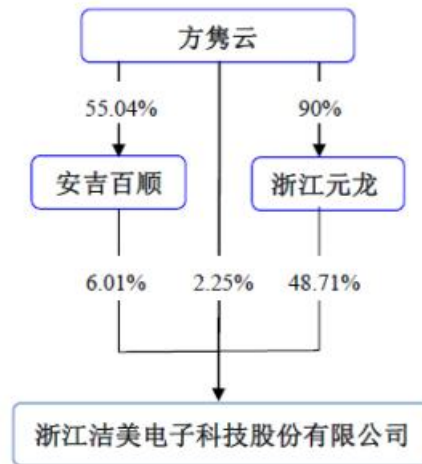 方隽云
55.04% 90%
安吉百顺 浙江元龙
6.01% 2.25% 48.71%
浙江洁美电子科技股份有限公司